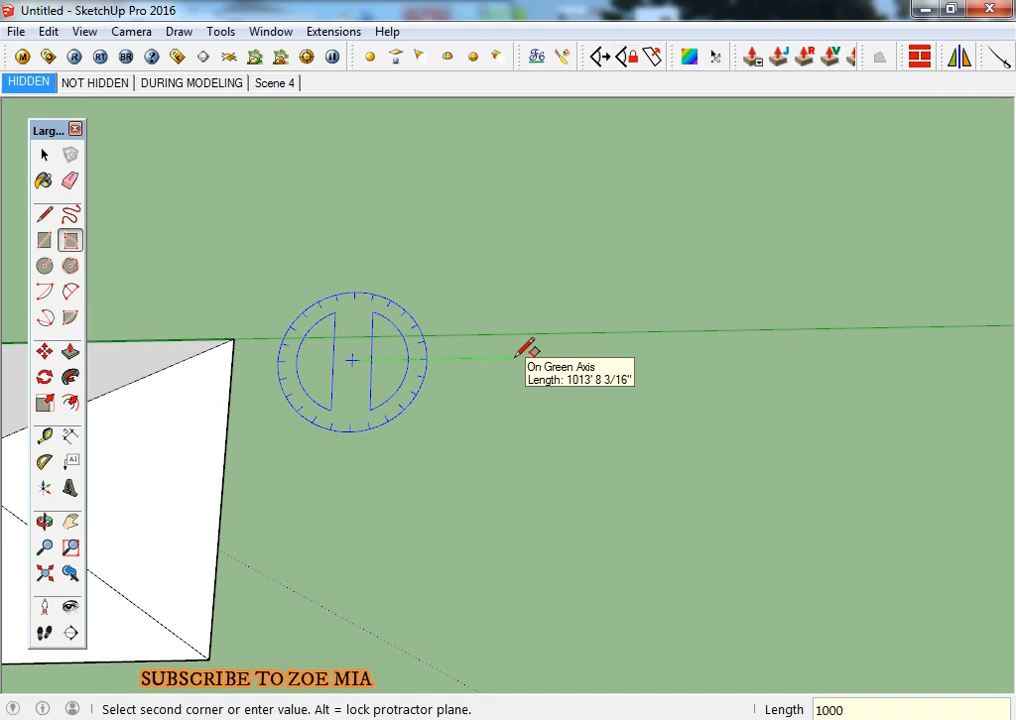 Untitled - SketchUp Pro 2016
File Edit View Camera Draw Tools Window Extensions Help
HIDDEN NOT HIDDEN DURING MODELING Scene 4
Larg...
On Green Axis
Length: 1013' 8 3/16"
SUBSCRIBE TO ZOE MIA
Select second corner or enter value. Alt = lock protractor plane. Length 1000